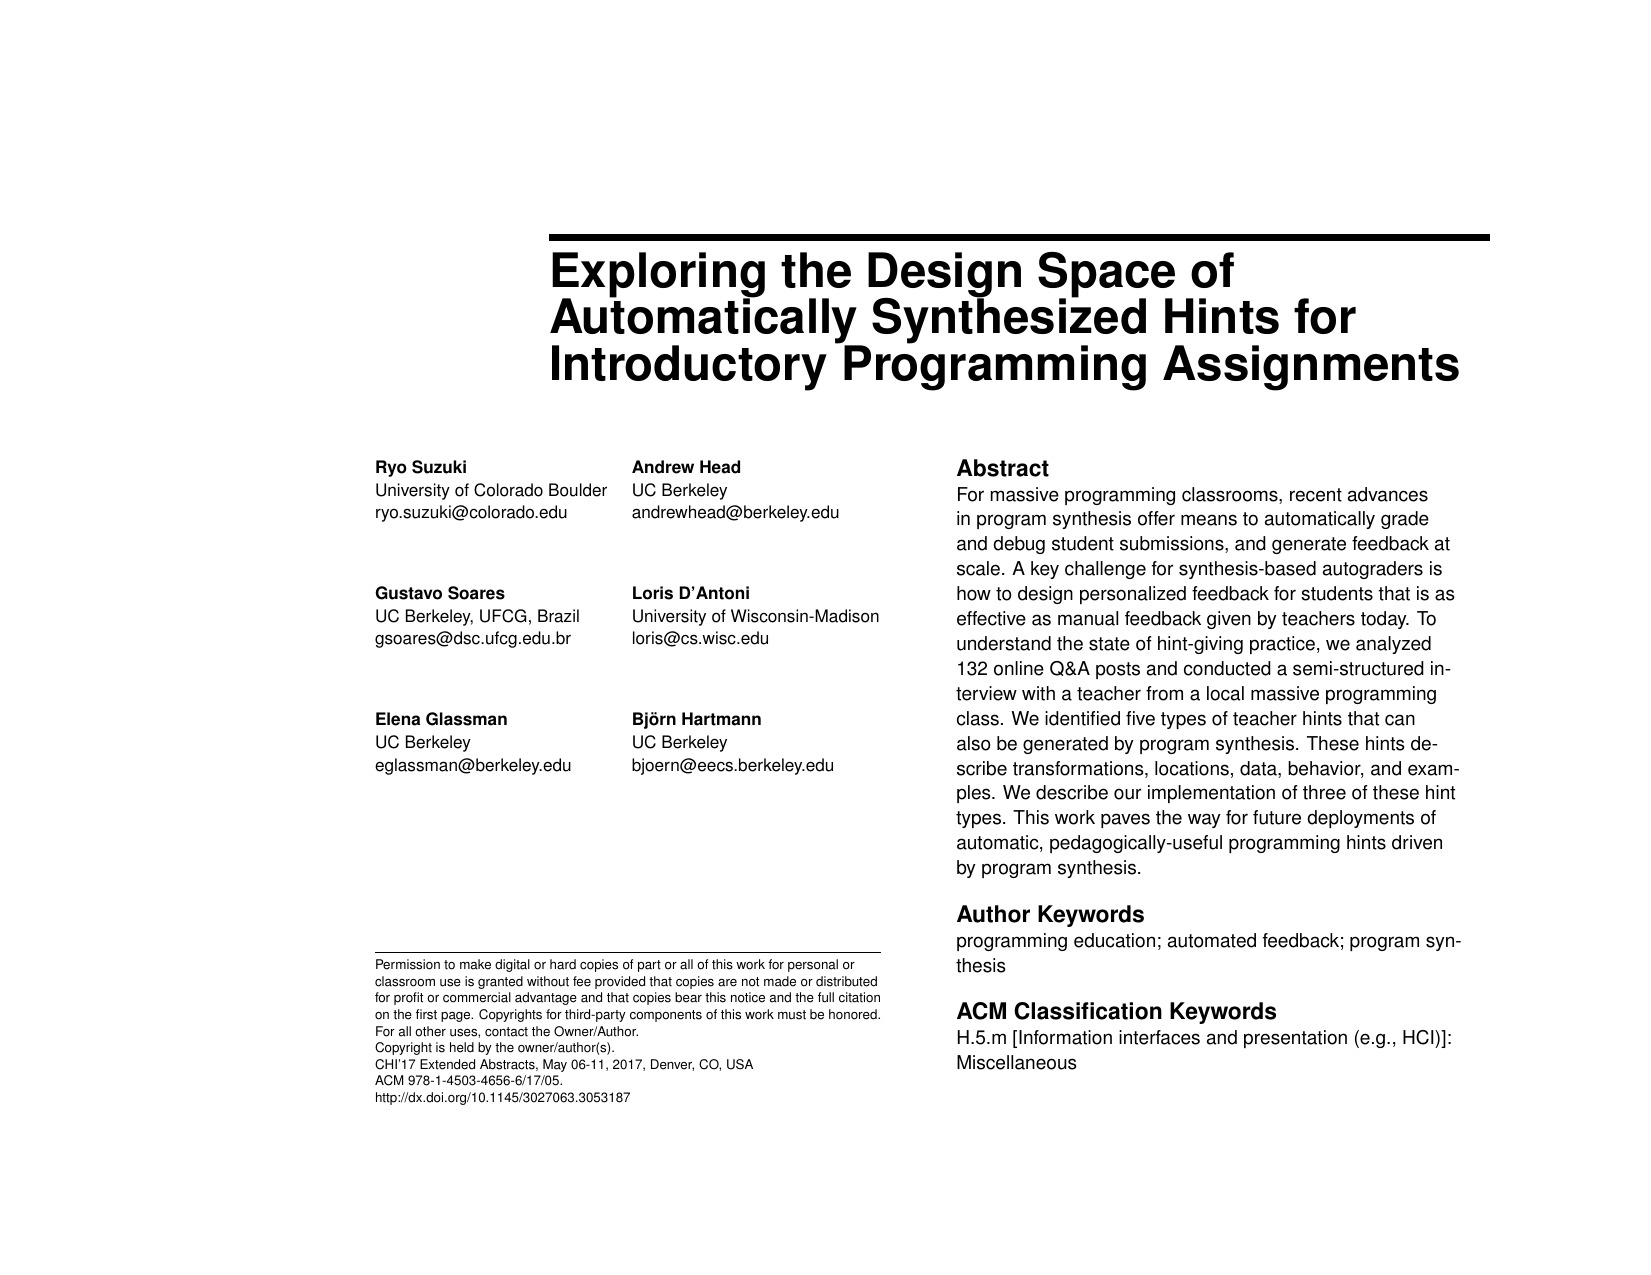 Exploring the Design Space of
Automatically Synthesized Hints for
Introductory Programming Assignments
Ryo Suzuki
University of Colorado Boulder
ryo.suzuki@colorado.edu
Andrew Head
UC Berkeley
andrewhead@berkeley.edu
Gustavo Soares
UC Berkeley, UFCG, Brazil
gsoares@dsc.ufcg.edu.br
Loris D'Antoni
University of Wisconsin-Madison
loris@cs.wisc.edu
Elena Glassman
UC Berkeley
eglassman@berkeley.edu
Björn Hartmann
UC Berkeley
bjoern@eecs.berkeley.edu
Permission to make digital or hard copies of part or all of this work for personal or
classroom use is granted without fee provided that copies are not made or distributed
for profit or commercial advantage and that copies bear this notice and the full citation
on the first page. Copyrights for third-party components of this work must be honored.
For all other uses, contact the Owner/Author.
Copyright is held by the owner/author(s).
CHI'17 Extended Abstracts, May 06-11, 2017, Denver, CO, USA
ACM 978-1-4503-4656-6/17/05.
http://dx.doi.org/10.1145/3027063.3053187
Abstract
For massive programming classrooms, recent advances
in program synthesis offer means to automatically grade
and debug student submissions, and generate feedback at
scale. A key challenge for synthesis-based autograders is
how to design personalized feedback for students that is as
effective as manual feedback given by teachers today. To
understand the state of hint-giving practice, we analyzed
132 online Q&A posts and conducted a semi-structured in-
terview with a teacher from a local massive programming
class. We identified five types of teacher hints that can
also be generated by program synthesis. These hints de-
scribe transformations, locations, data, behavior, and exam-
ples. We describe our implementation of three of these hint
types. This work paves the way for future deployments of
automatic, pedagogically-useful programming hints driven
by program synthesis.
Author Keywords
programming education; automated feedback; program syn-
thesis
ACM Classification Keywords
H.5.m [Information interfaces and presentation (e.g., HCI)]:
Miscellaneous